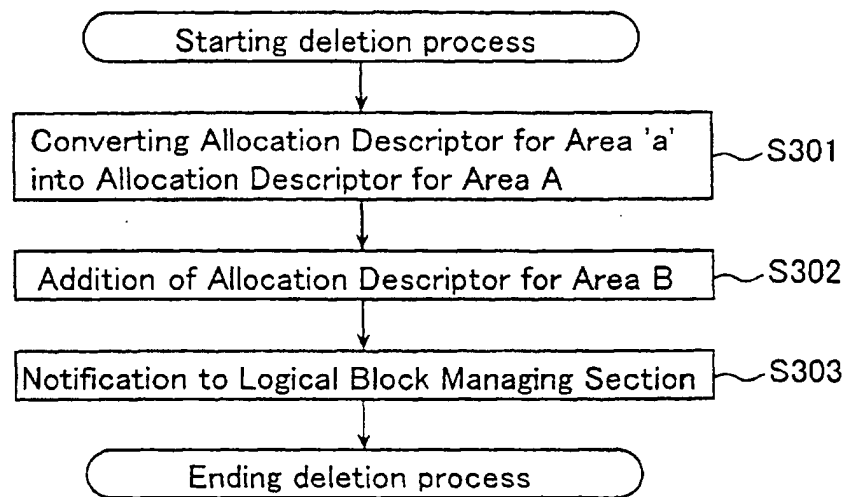 Starting deletion process
Converting Allocation Descriptor for Area 'a'
into Allocation Descriptor for Area A
S301
Addition of Allocation Descriptor for Area B
S302
Notification to Logical Block Managing Section
S303
Ending deletion process